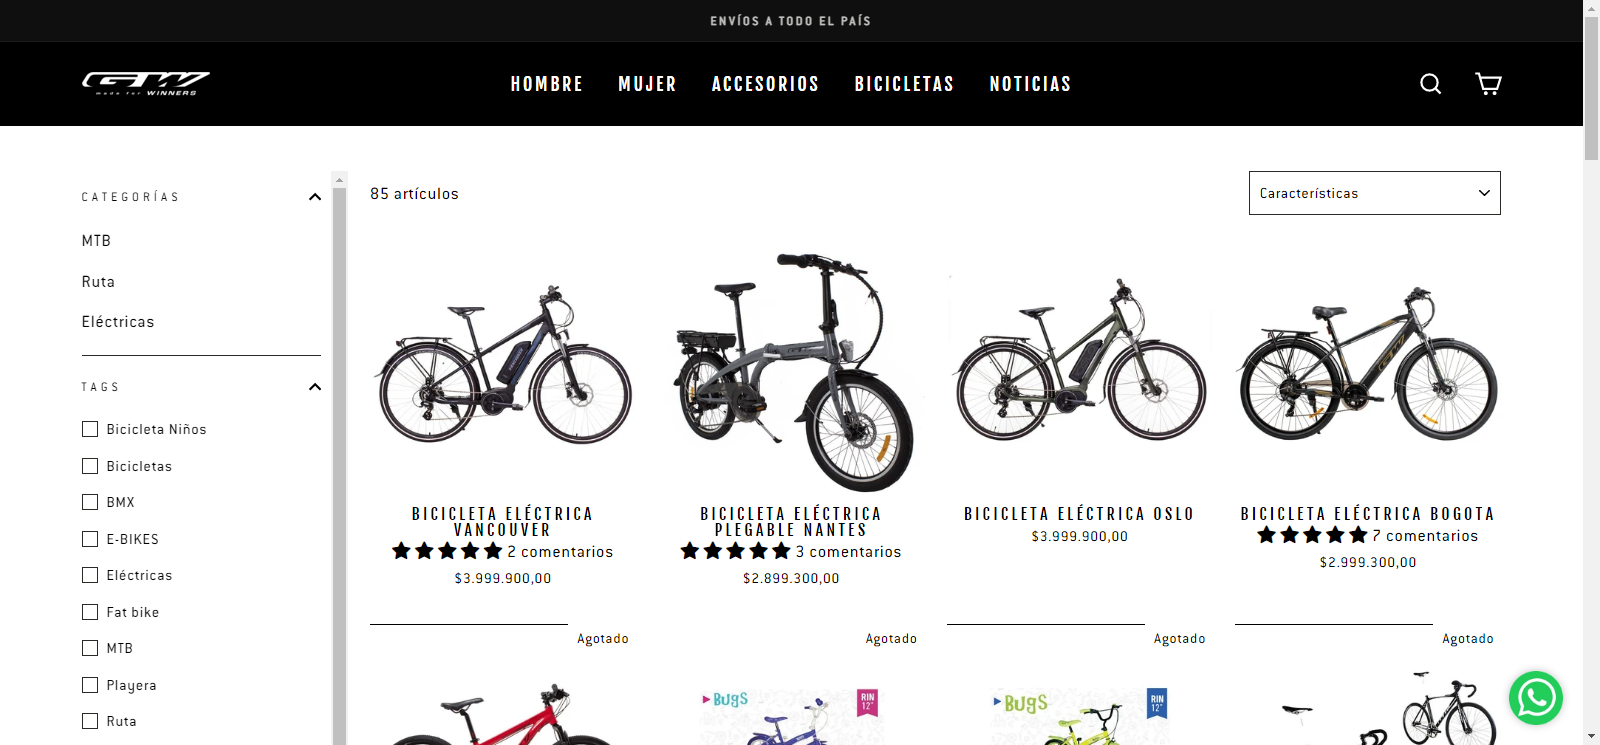 ENVÍOS A TODO EL PAÍS
GW
made for WINNERS
HOMBRE MUJER ACCESORIOS BICICLETAS NOTICIAS
CATEGORÍAS
MTB
Ruta
Eléctricas
TAGS
Bicicleta Niños
Bicicletas
BMX
E-BIKES
Eléctricas
Fat bike
MTB
Playera
Ruta
85 artículos
Características
BICICLETA ELÉCTRICA
VANCOUVER
2 comentarios
$3.999.900,00
BICICLETA ELÉCTRICA
PLEGABLE NANTES
3 comentarios
$2.899.300,00
BICICLETA ELÉCTRICA OSLO
$3.999.900,00
BICICLETA ELÉCTRICA BOGOTA
7 comentarios
$2.999.300,00
Agotado
Agotado
BUGS
RIN
12"
Agotado
BUGS
RIN
12"
Agotado